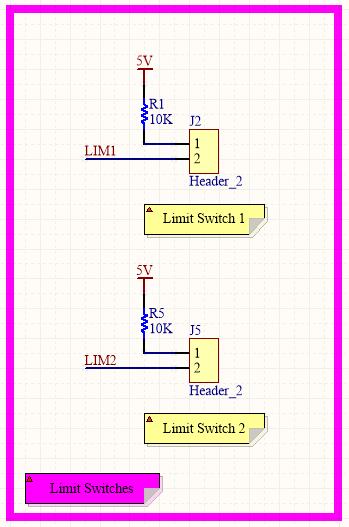 5V
R1
10K
J2
1
LIM1
2
Header_2
Limit Switch 1
5V
R5
10K
J5
1
LIM2
2
Header_2
Limit Switch 2
Limit Switches